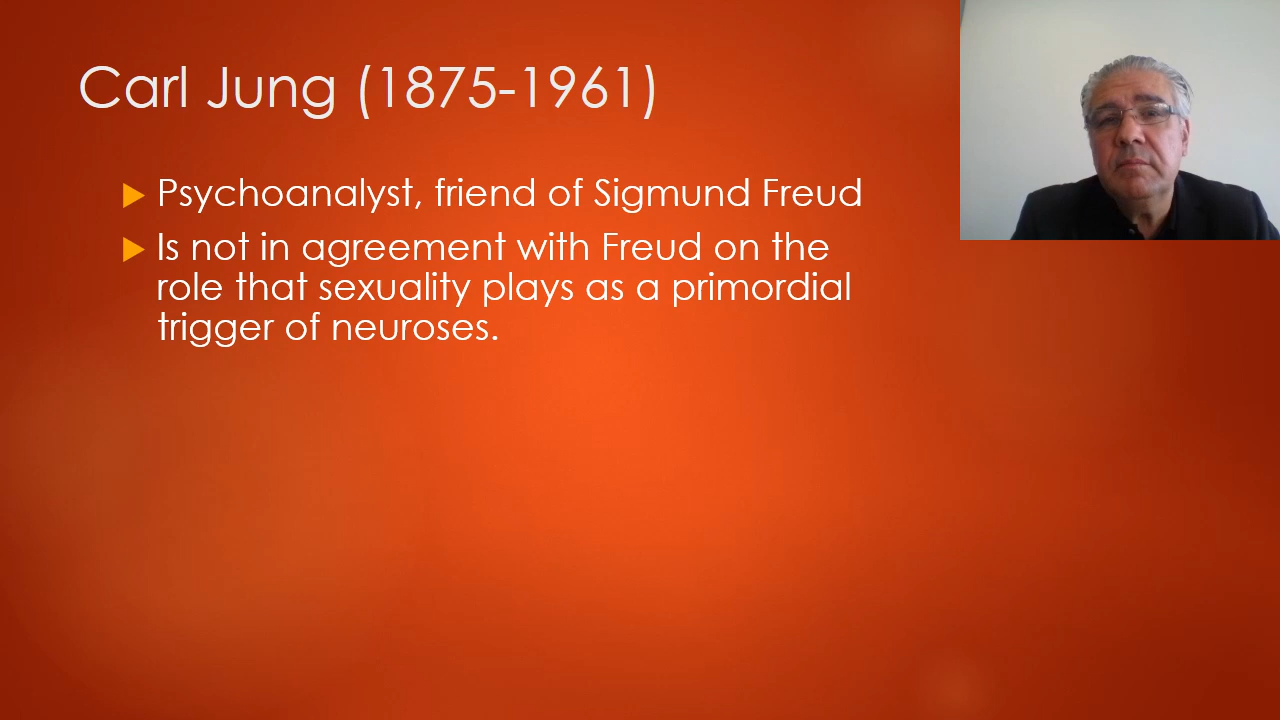 Carl Jung (1875-1961)
Psychoanalyst, friend of Sigmund Freud
Is not in agreement with Freud on the
role that sexuality plays as a primordial
trigger of neuroses.